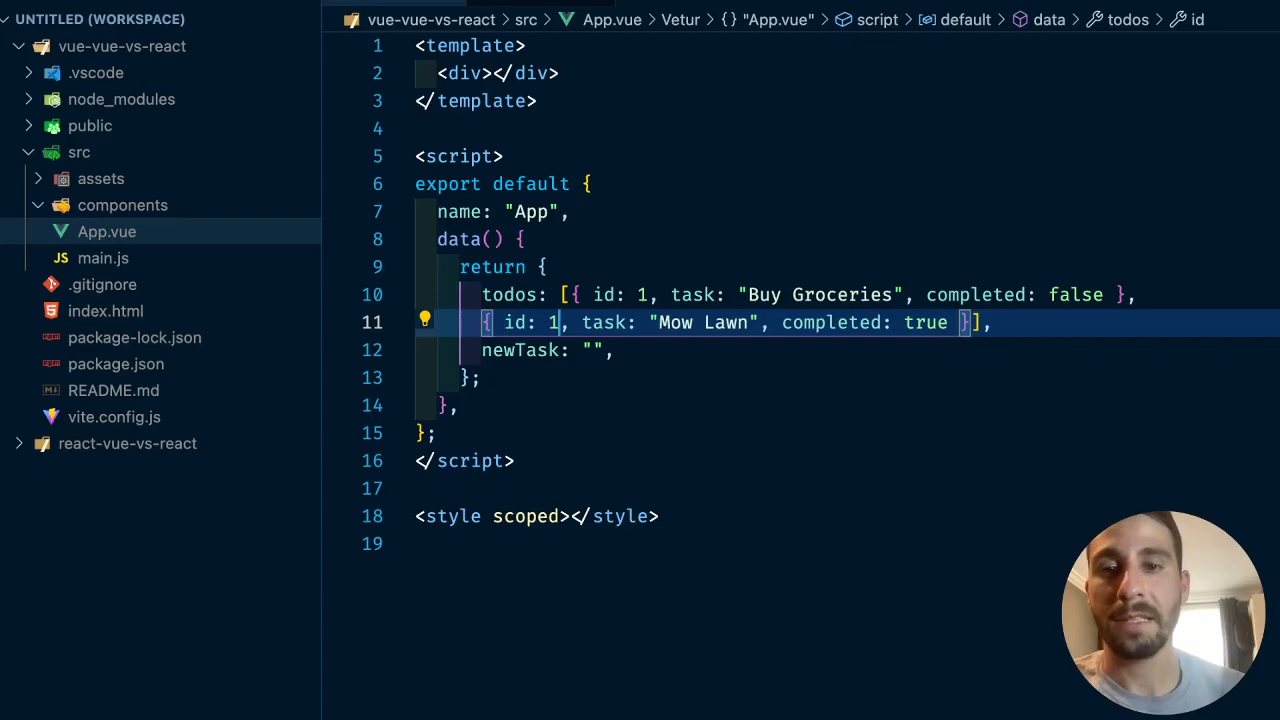 UNTITLED (WORKSPACE)
vue-vue-vs-react
.vscode
node_modules
public
src
assets
components
App.vue
JS main.js
.gitignore
index.html
package-lock.json
package.json
README.md
vite.config.js
react-vue-vs-react
vue-vue-vs-react > src > App.vue > Vetur > {} "App.vue" > script > default > data > todos > id
1 <template>
2 <div></div>
3 </template>
4
5 <script>
6 export default {
7 name: "App",
8 data() {
9 return {
10 todos: [{ id: 1, task: "Buy Groceries", completed: false },
11 { id: 1, task: "Mow Lawn", completed: true }],
12 newTask: "",
13 };
14 },
15 };
16 </script>
17
18 <style scoped></style>
19